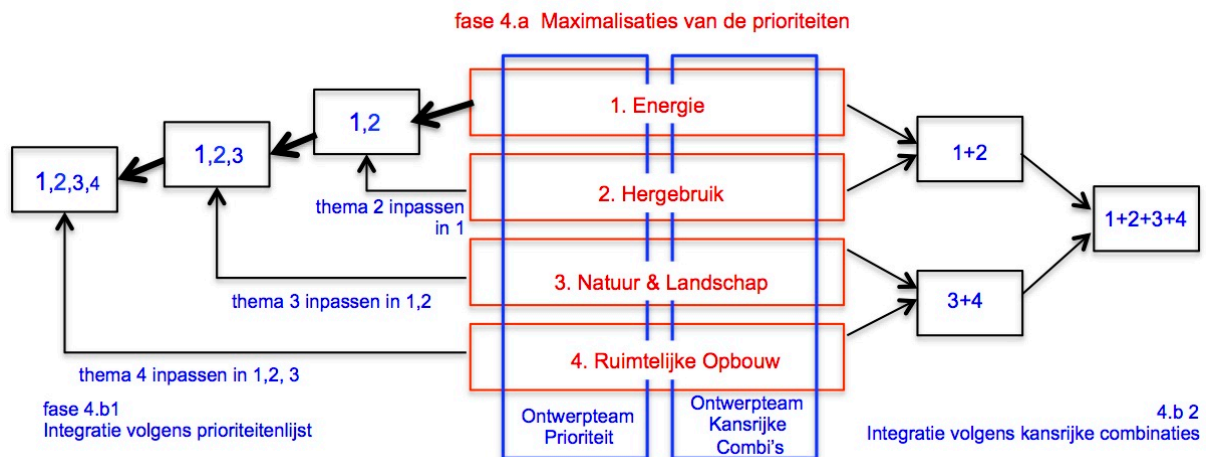 fase 4.a Maximalisaties van de prioriteiten
1. Energie
1,2
1,2,3
1,2,3,4
2. Hergebruik
thema 2 inpassen
in 1
3. Natuur & Landschap
thema 3 inpassen in 1,2
4. Ruimtelijke Opbouw
thema 4 inpassen in 1,2, 3
1+2
3+4
1+2+3+4
fase 4.b1
Integratie volgens prioriteitenlijst
Ontwerpteam
Prioriteit
Ontwerpteam
Kansrijke
Combi's
4.b 2
Integratie volgens kansrijke combinaties